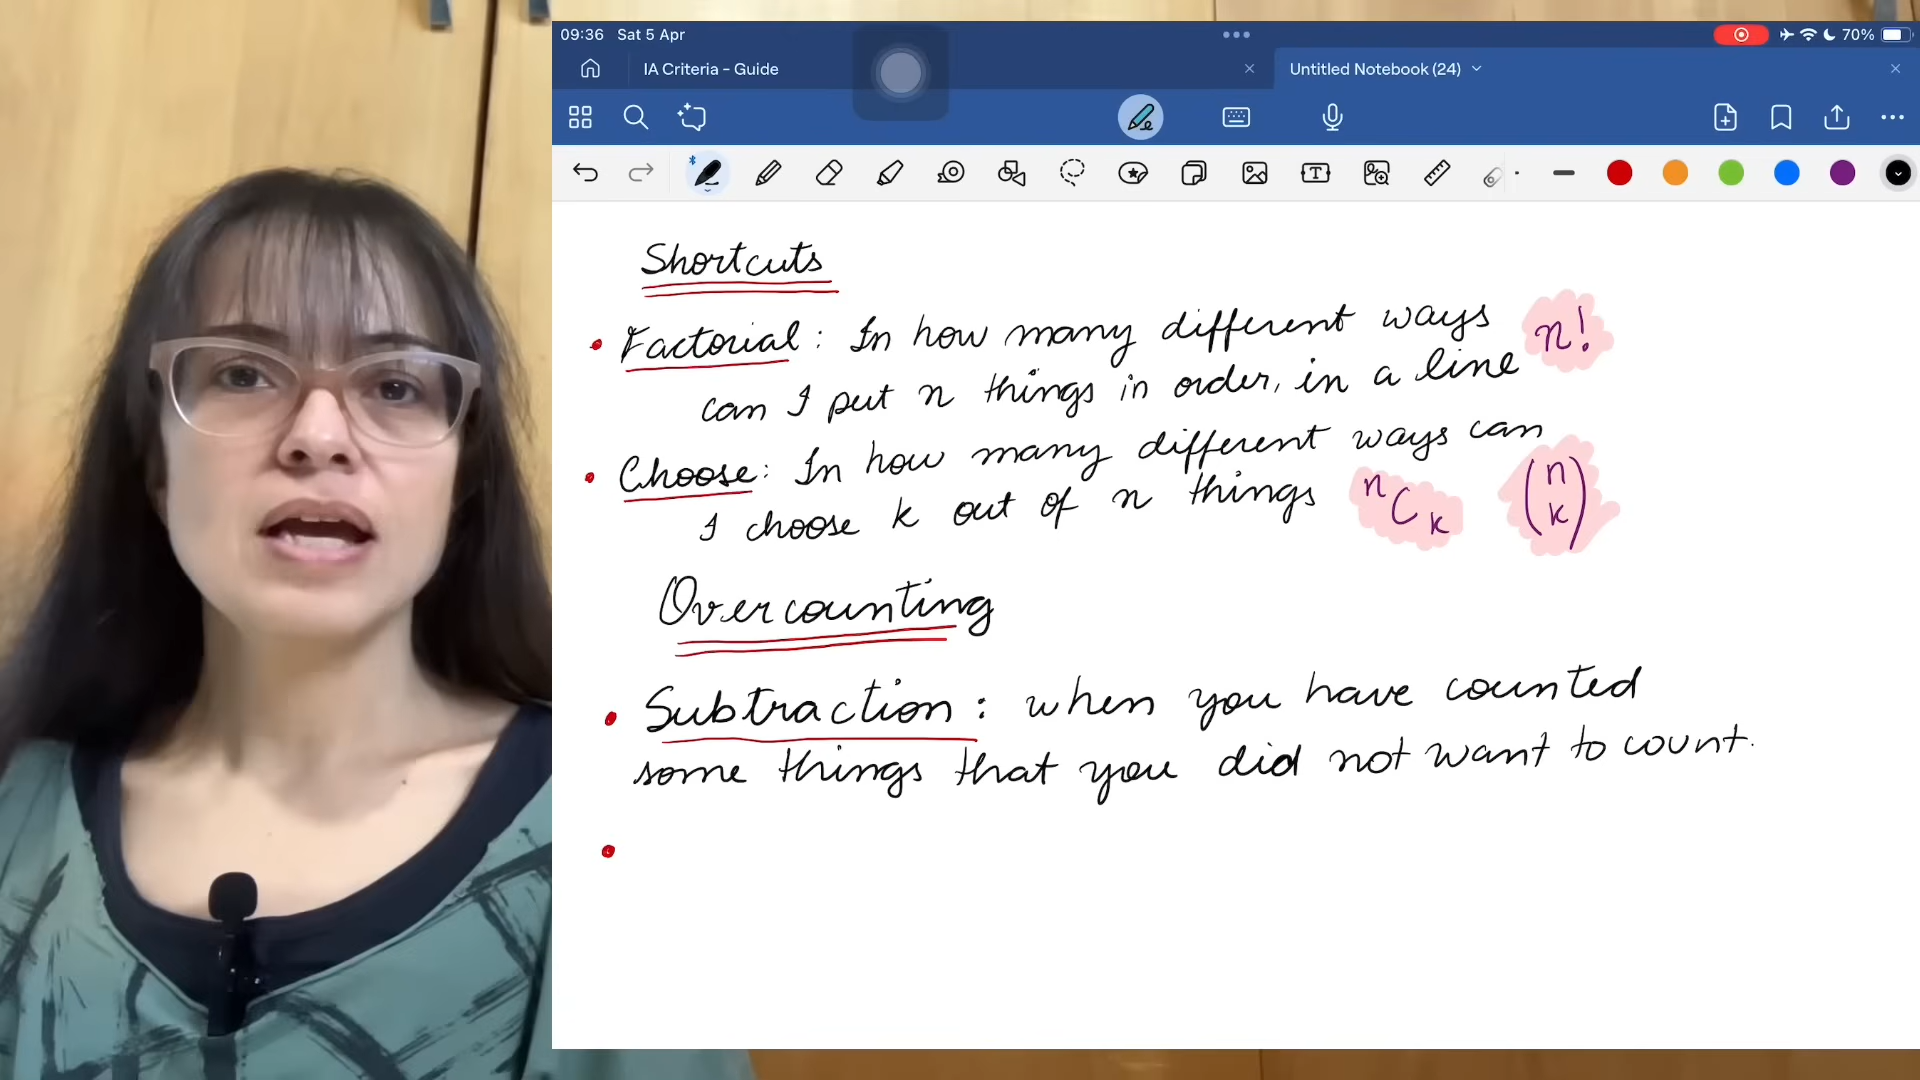 09:36 Sat 5 Apr
70%
IA Criteria - Guide
Untitled Notebook (24)
Shortcuts
Factorial: In how many different ways n!
can I put n things in order, in a line
Choose: In how many different ways can
I choose k out of n things nCk (n k)
Overcounting
Subtraction: when you have counted
some things that you did not want to count.